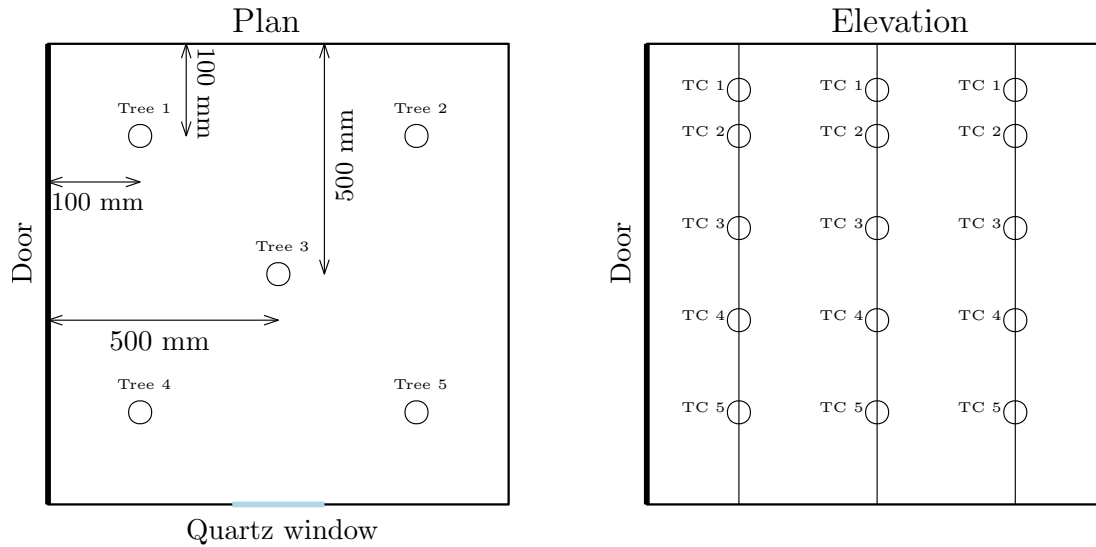 Plan
Tree 1
100 mm
Tree 2
500 mm
100 mm
Tree 3
Door
500 mm
Tree 4
Tree 5
Quartz window
Elevation
TC 1
TC 1
TC 1
TC 2
TC 2
TC 2
TC 3
TC 3
TC 3
Door
TC 4
TC 4
TC 4
TC 5
TC 5
TC 5